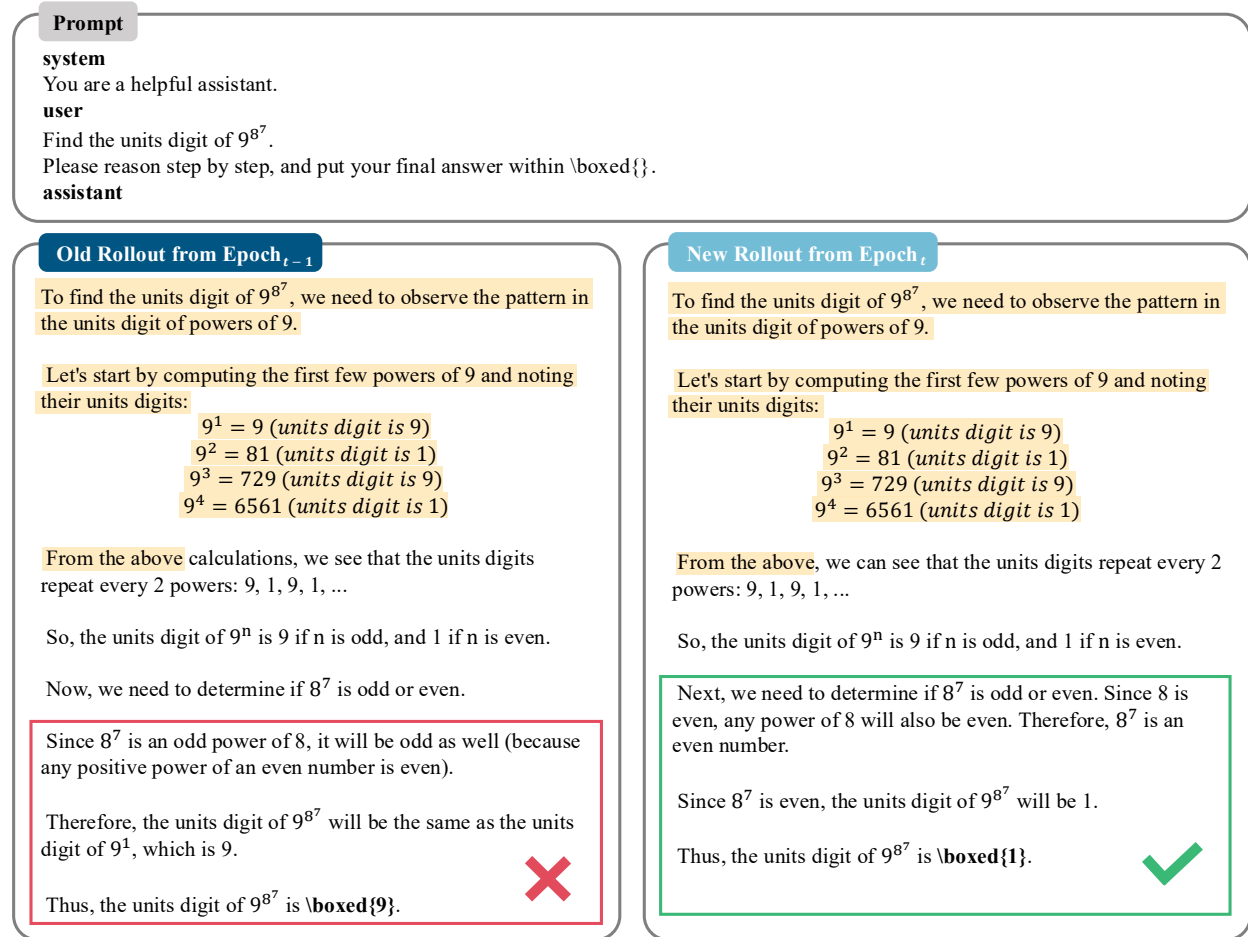 Prompt
system
You are a helpful assistant.
user
Find the units digit of 9^{8^7}.
Please reason step by step, and put your final answer within \boxed{}.
assistant
Old Rollout from Epoch_{t−1}
To find the units digit of 9^{8^7}, we need to observe the pattern in
the units digit of powers of 9.
Let's start by computing the first few powers of 9 and noting
their units digits:
9^1 = 9 (units digit is 9)
9^2 = 81 (units digit is 1)
9^3 = 729 (units digit is 9)
9^4 = 6561 (units digit is 1)
From the above calculations, we see that the units digits
repeat every 2 powers: 9, 1, 9, 1, ...
So, the units digit of 9^n is 9 if n is odd, and 1 if n is even.
Now, we need to determine if 8^7 is odd or even.
Since 8^7 is an odd power of 8, it will be odd as well (because
any positive power of an even number is even).
Therefore, the units digit of 9^{8^7} will be the same as the units
digit of 9^1, which is 9.
Thus, the units digit of 9^{8^7} is \boxed{9}.
New Rollout from Epoch_t
To find the units digit of 9^{8^7}, we need to observe the pattern in
the units digit of powers of 9.
Let's start by computing the first few powers of 9 and noting
their units digits:
9^1 = 9 (units digit is 9)
9^2 = 81 (units digit is 1)
9^3 = 729 (units digit is 9)
9^4 = 6561 (units digit is 1)
From the above, we can see that the units digits repeat every 2
powers: 9, 1, 9, 1, ...
So, the units digit of 9^n is 9 if n is odd, and 1 if n is even.
Next, we need to determine if 8^7 is odd or even. Since 8 is
even, any power of 8 will also be even. Therefore, 8^7 is an
even number.
Since 8^7 is even, the units digit of 9^{8^7} will be 1.
Thus, the units digit of 9^{8^7} is \boxed{1}.